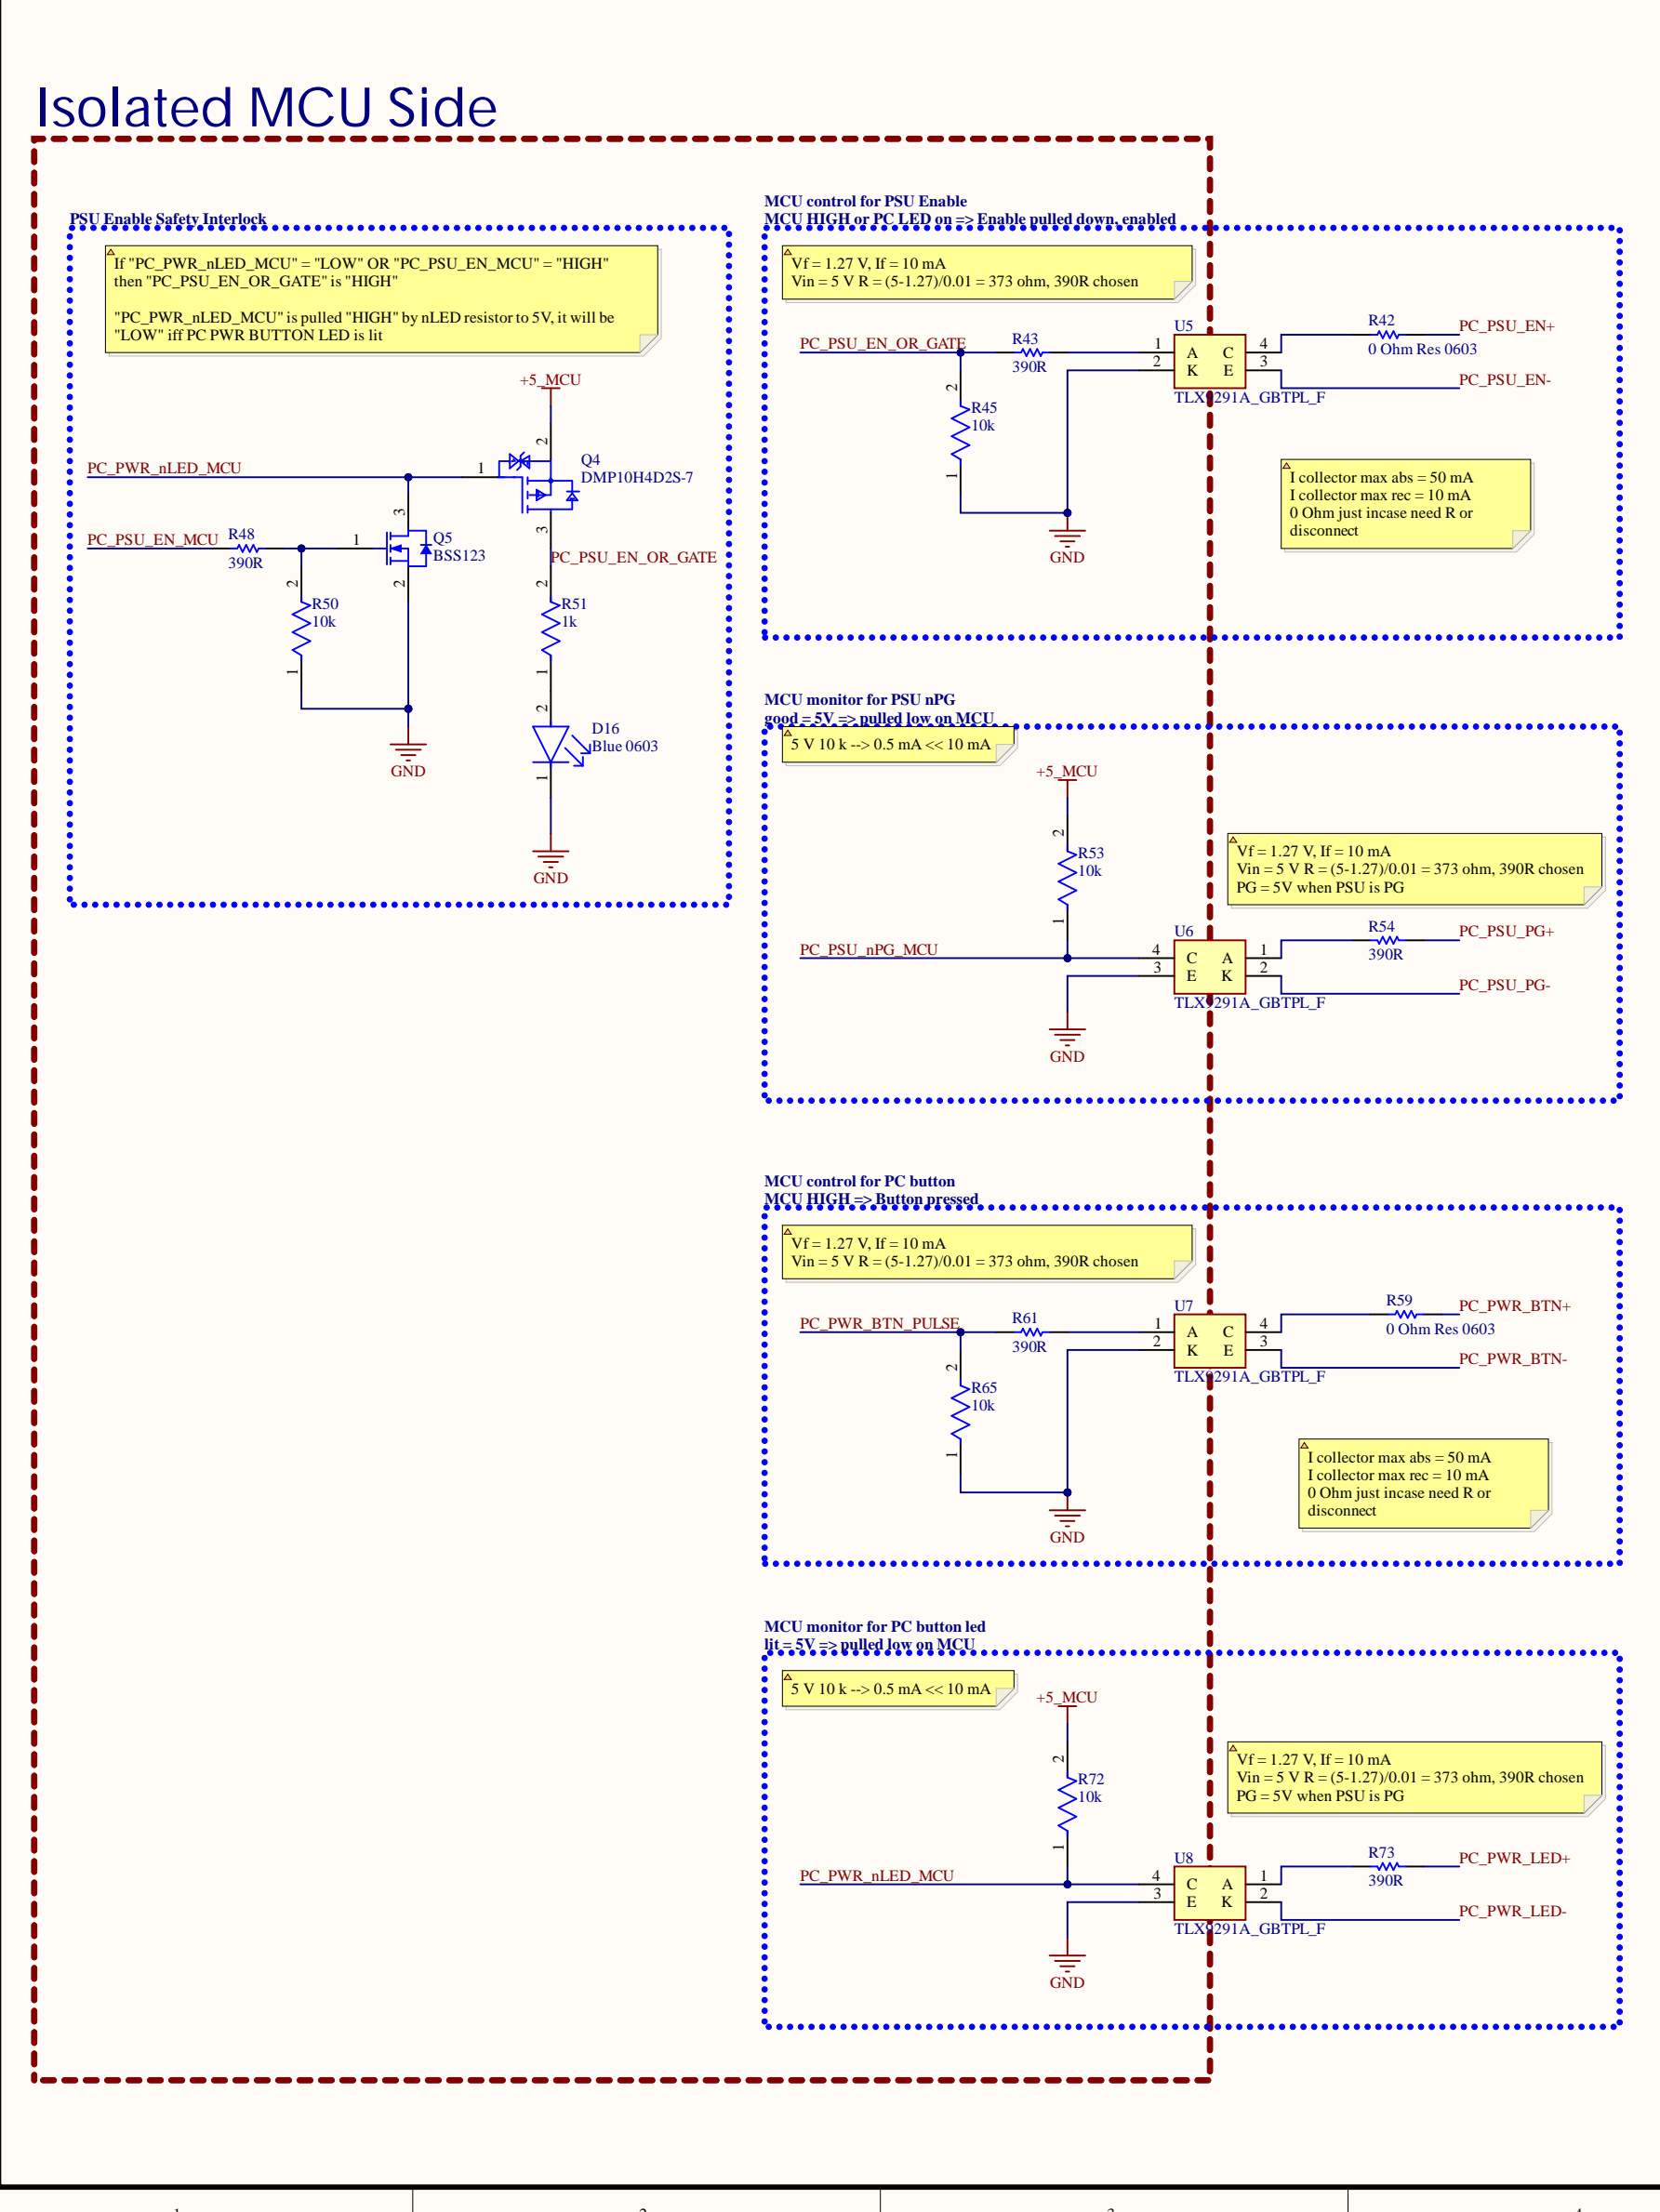 Isolated MCU Side
PSU Enable Safety Interlock
If "PC_PWR_nLED_MCU" = "LOW" OR "PC_PSU_EN_MCU" = "HIGH"
then "PC_PSU_EN_OR_GATE" is "HIGH"
"PC_PWR_nLED_MCU" is pulled "HIGH" by nLED resistor to 5V, it will be
"LOW" iff PC PWR BUTTON LED is lit
+5_MCU
2
PC_PWR_nLED_MCU
1
Q4
DMP10H4D2S-7
3
3
PC_PSU_EN_MCU
R48
390R
1
Q5
BSS123
PC_PSU_EN_OR_GATE
2
2
2
R50
10k
R51
1k
1
1
GND
2
D16
Blue 0603
1
GND
MCU control for PSU Enable
MCU HIGH or PC LED on => Enable pulled down, enabled
Vf = 1.27 V, If = 10 mA
Vin = 5 V R = (5-1.27)/0.01 = 373 ohm, 390R chosen
PC_PSU_EN_OR_GATE
R43
390R
U5
1
2
A
K
C
E
4
3
TLX9291A_GBTPL_F
R42
0 Ohm Res 0603
PC_PSU_EN+
PC_PSU_EN-
2
R45
10k
1
GND
I collector max abs = 50 mA
I collector max rec = 10 mA
0 Ohm just incase need R or
disconnect
MCU monitor for PSU nPG
good = 5V => pulled low on MCU
5 V 10 k --> 0.5 mA << 10 mA
+5_MCU
2
R53
10k
1
Vf = 1.27 V, If = 10 mA
Vin = 5 V R = (5-1.27)/0.01 = 373 ohm, 390R chosen
PG = 5V when PSU is PG
PC_PSU_nPG_MCU
U6
4
3
C
E
A
K
1
2
TLX9291A_GBTPL_F
R54
390R
PC_PSU_PG+
PC_PSU_PG-
GND
MCU control for PC button
MCU HIGH => Button pressed
Vf = 1.27 V, If = 10 mA
Vin = 5 V R = (5-1.27)/0.01 = 373 ohm, 390R chosen
PC_PWR_BTN_PULSE
R61
390R
U7
1
2
A
K
C
E
4
3
TLX9291A_GBTPL_F
R59
0 Ohm Res 0603
PC_PWR_BTN+
PC_PWR_BTN-
2
R65
10k
1
GND
I collector max abs = 50 mA
I collector max rec = 10 mA
0 Ohm just incase need R or
disconnect
MCU monitor for PC button led
lit = 5V => pulled low on MCU
5 V 10 k --> 0.5 mA << 10 mA
+5_MCU
2
R72
10k
1
Vf = 1.27 V, If = 10 mA
Vin = 5 V R = (5-1.27)/0.01 = 373 ohm, 390R chosen
PG = 5V when PSU is PG
PC_PWR_nLED_MCU
U8
4
3
C
E
A
K
1
2
TLX9291A_GBTPL_F
R73
390R
PC_PWR_LED+
PC_PWR_LED-
GND